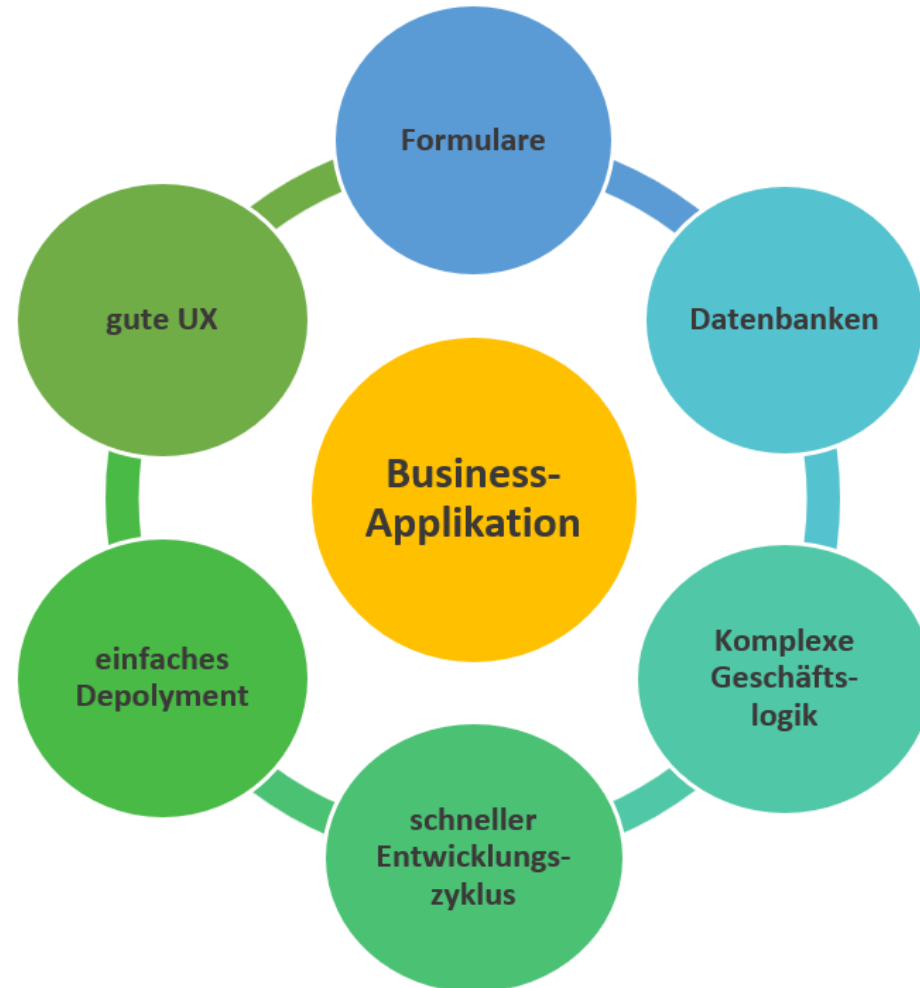 Formulare
gute UX
Datenbanken
Business-
Applikation
einfaches
Depolyment
Komplexe
Geschäfts-
logik
schneller
Entwicklungs-
zyklus